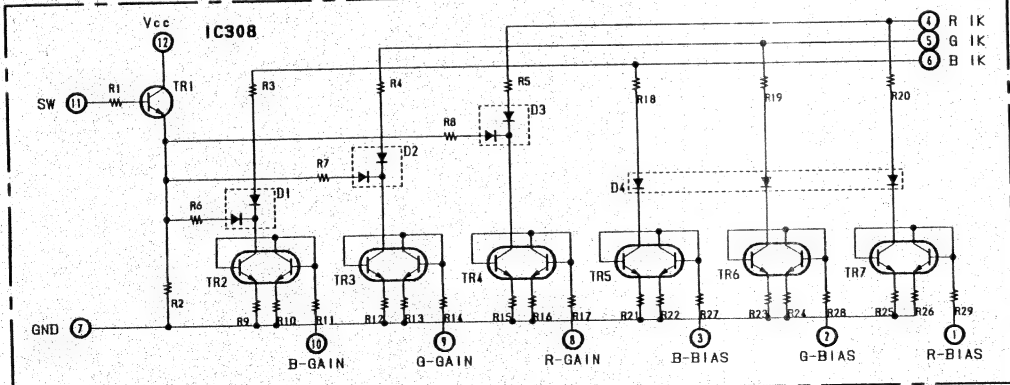 Vcc
12
IC308
4 R IK
5 G IK
6 B IK
R1
TR1
SW 11
R3
R4
R5
R18
R19
R20
R8
D3
R7
D2
R6
D1
D4
TR2
TR3
TR4
TR5
TR6
TR7
R2
R9
R10
R11
R12
R13
R14
R15
R16
R17
R21
R22
R27
R23
R24
R28
R25
R26
R29
GND 7
10
9
8
3
2
1
B-GAIN
G-GAIN
R-GAIN
B-BIAS
G-BIAS
R-BIAS